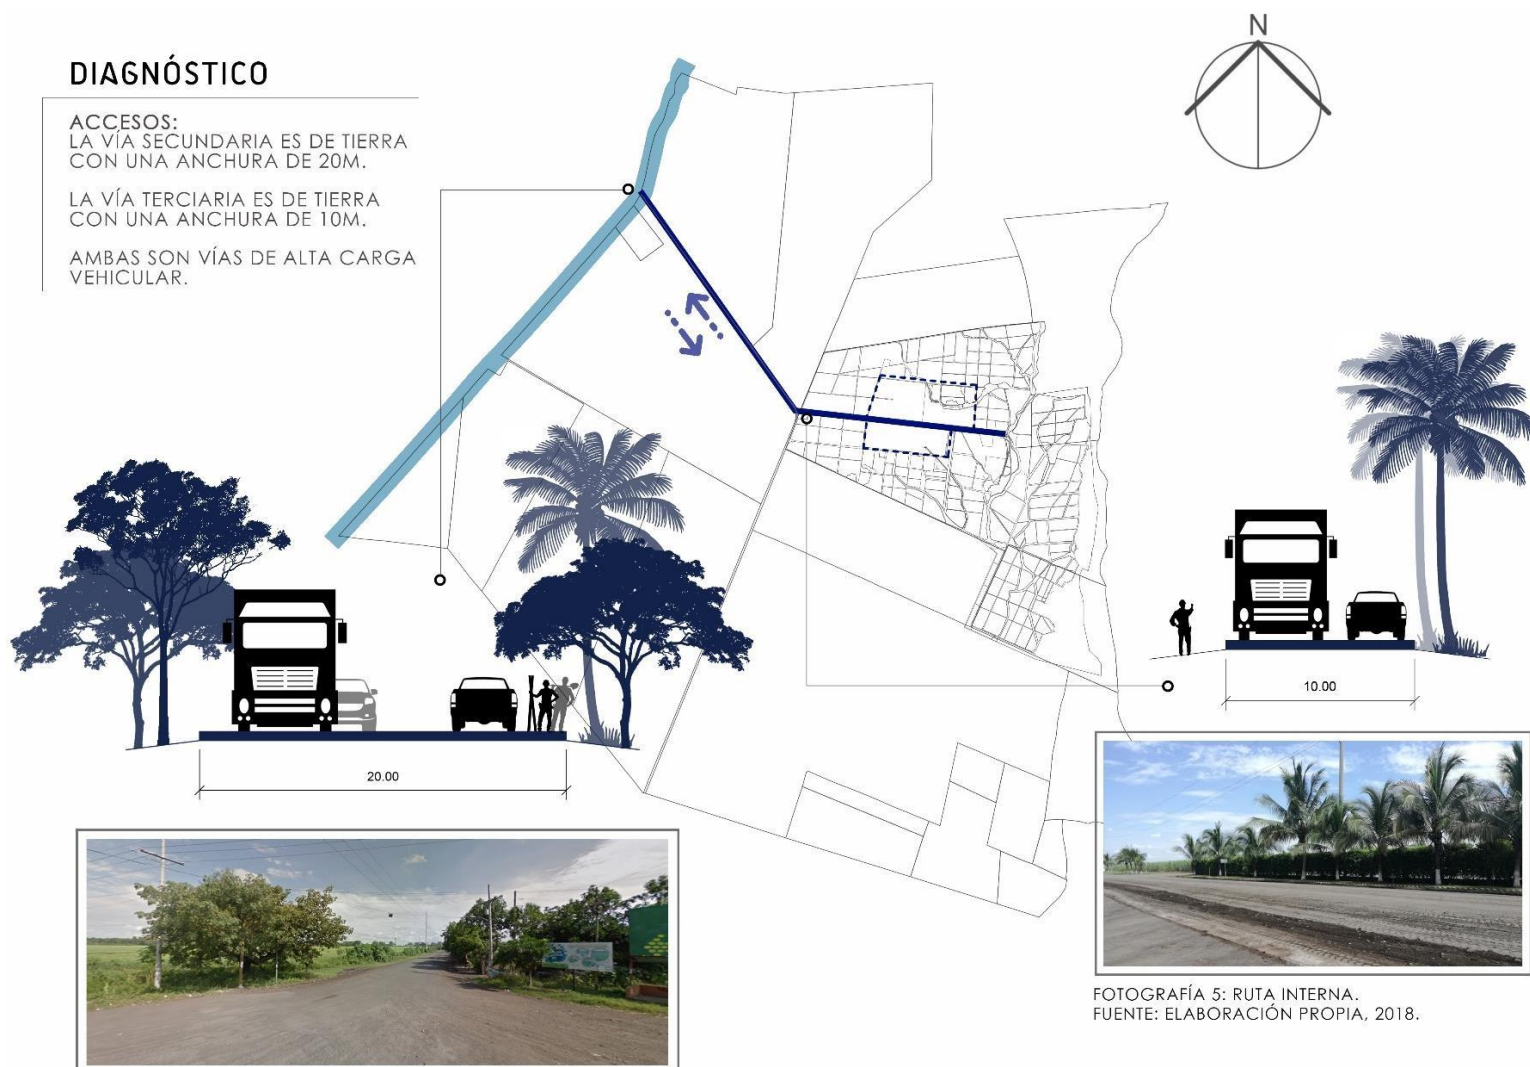 DIAGNÓSTICO
ACCESOS:
LA VÍA SECUNDARIA ES DE TIERRA
CON UNA ANCHURA DE 20M.
LA VÍA TERCIARIA ES DE TIERRA
CON UNA ANCHURA DE 10M.
AMBAS SON VÍAS DE ALTA CARGA
VEHICULAR.
N
20.00
10.00
FOTOGRAFÍA 5: RUTA INTERNA.
FUENTE: ELABORACIÓN PROPIA, 2018.